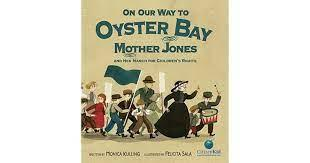 On Our Way to
Oyster Bay
Mother Jones
and Her March for Children's Rights
CitizenKid
Written by Monica Kulling
Illustrated by Felicita Sala